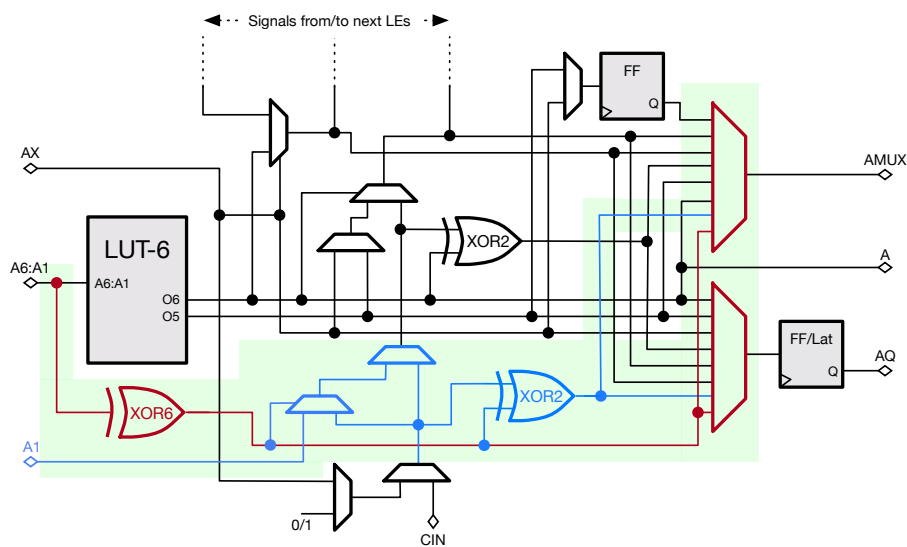 Signals from/to next LEs
FF
Q
AX
AMUX
LUT-6
XOR2
A6:A1
A6:A1
A
O6
O5
FF/Lat
Q
AQ
XOR6
XOR2
A1
0/1
CIN